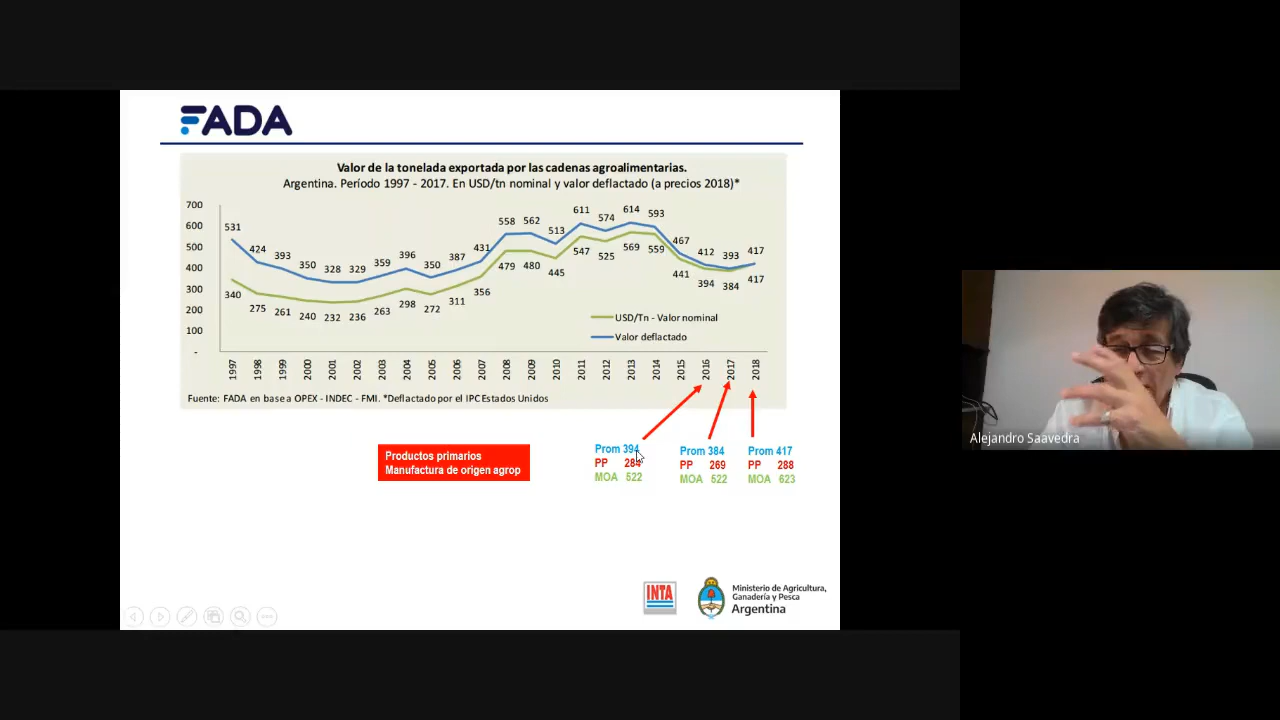 FADA
Valor de la tonelada exportada por las cadenas agroalimentarias.
Argentina. Período 1997 - 2017. En USD/tn nominal y valor deflactado (a precios 2018)*
700
600
500
400
300
200
100
-
531 424 393 350 328 329 359 396 350 387 431 558 562 513 611 574 614 593 467 412 393 417
340 275 261 240 232 236 263 298 272 311 356 479 480 445 547 525 569 559 441 394 384 417
USD/Tn - Valor nominal
Valor deflactado
1997 1998 1999 2000 2001 2002 2003 2004 2005 2006 2007 2008 2009 2010 2011 2012 2013 2014 2015 2016 2017 2018
Fuente: FADA en base a OPEX - INDEC - FMI. *Deflactado por el IPC Estados Unidos
Productos primarios
Manufactura de origen agrop
Prom 394
PP 284
MOA 522
Prom 384
PP 269
MOA 522
Prom 417
PP 288
MOA 623
INTA
Ministerio de Agricultura,
Ganadería y Pesca
Argentina
Alejandro Saavedra